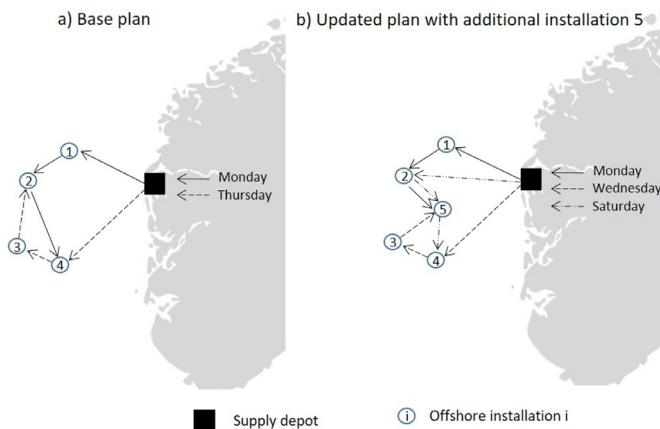 a) Base plan
b) Updated plan with additional installation 5
1
2
3
4
Monday
Thursday
1
2
5
3
4
Monday
Wednesday
Saturday
Supply depot
i
Offshore installation i